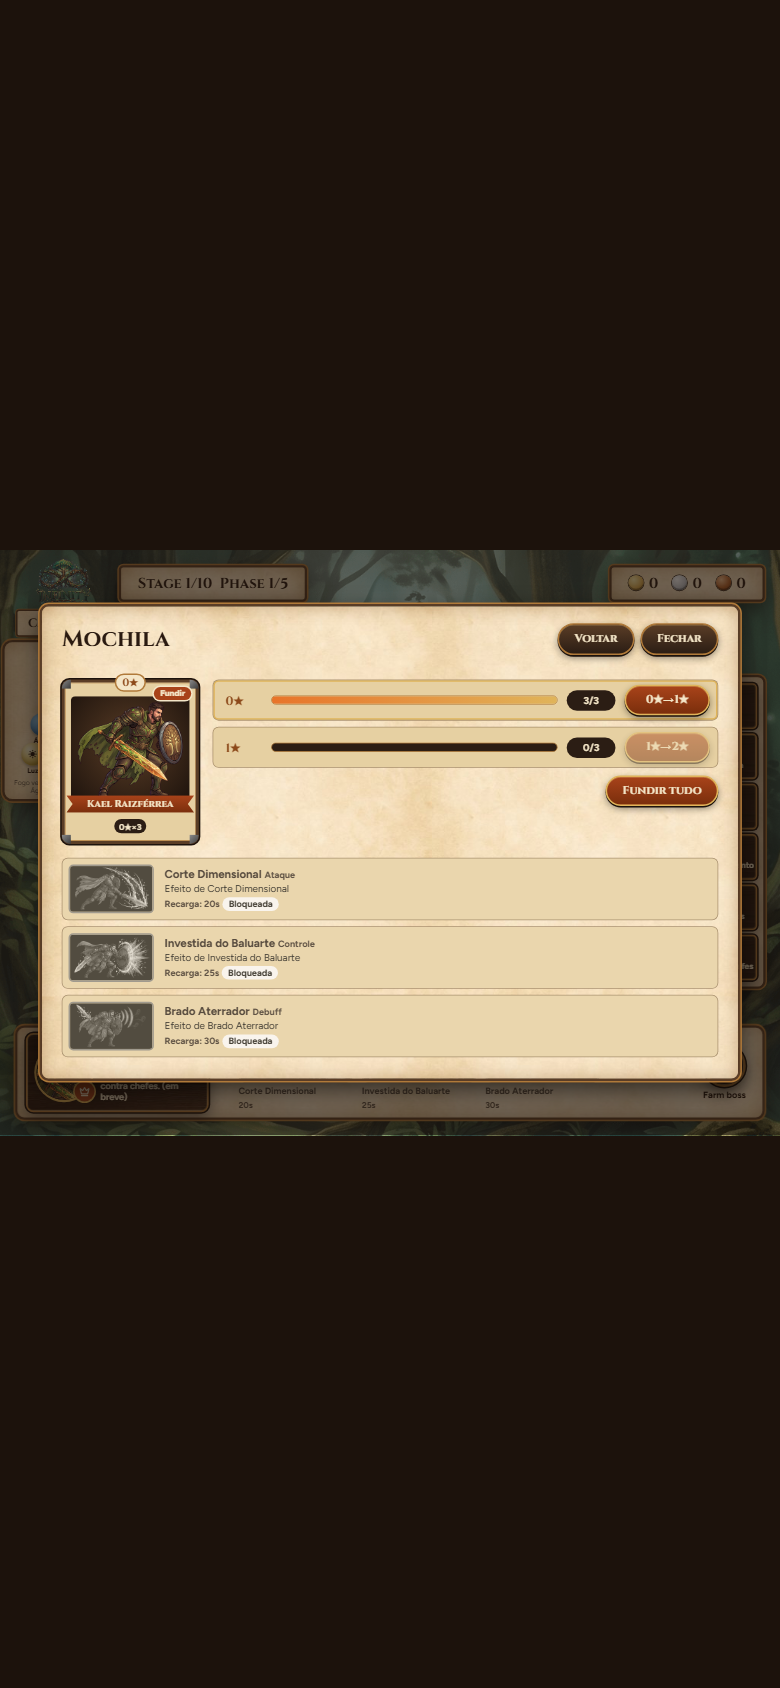 Stage 1/10 Phase 1/5
0 0 0
Mochila
Voltar
Fechar
0★
Fundir
Kael Raizférrea
0★×3
0★
3/3
0★→1★
1★
0/3
1★→2★
Fundir tudo
Corte Dimensional Ataque
Efeito de Corte Dimensional
Recarga: 20s Bloqueada
Investida do Baluarte Controle
Efeito de Investida do Baluarte
Recarga: 25s Bloqueada
Brado Aterrador Debuff
Efeito de Brado Aterrador
Recarga: 30s Bloqueada
contra chefes. (em
breve)
Corte Dimensional
20s
Investida do Baluarte
25s
Brado Aterrador
30s
Farm boss